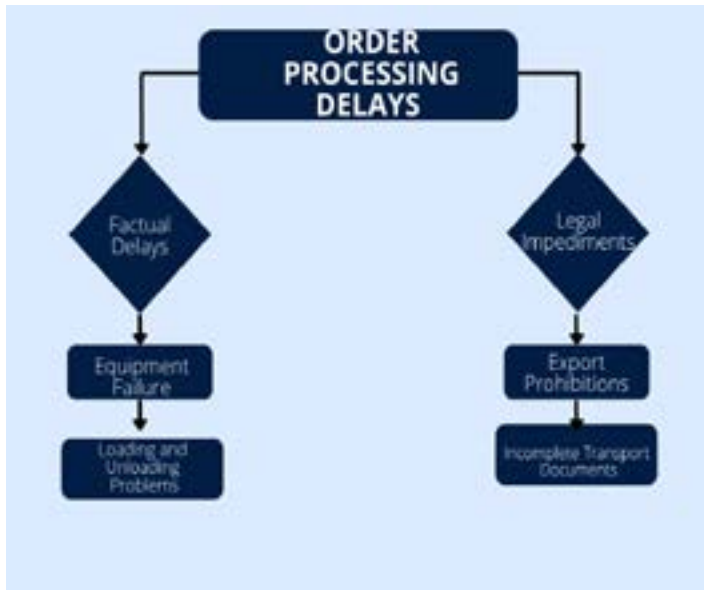 ORDER
PROCESSING
DELAYS
Factual
Delays
Legal
Impediments
Equipment
Failure
Export
Prohibitions
Loading and
Unloading
Problems
Incomplete Transport
Documents